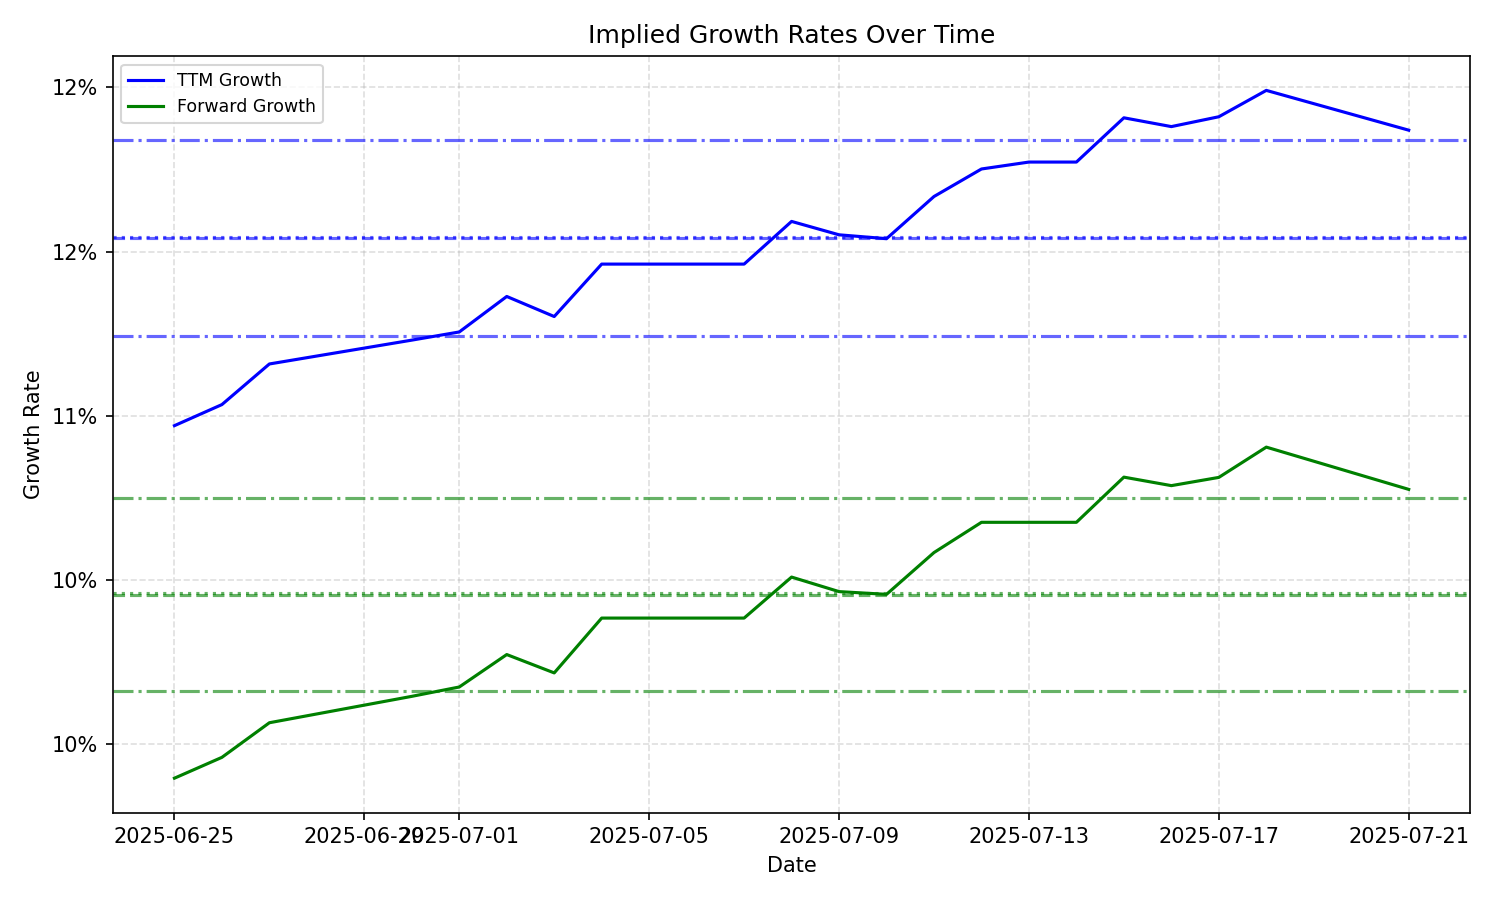 Implied Growth Rates Over Time
TTM Growth
Forward Growth
Growth Rate
12%
12%
11%
10%
10%
2025-06-25
2025-06-29
2025-07-01
2025-07-05
2025-07-09
2025-07-13
2025-07-17
2025-07-21
Date